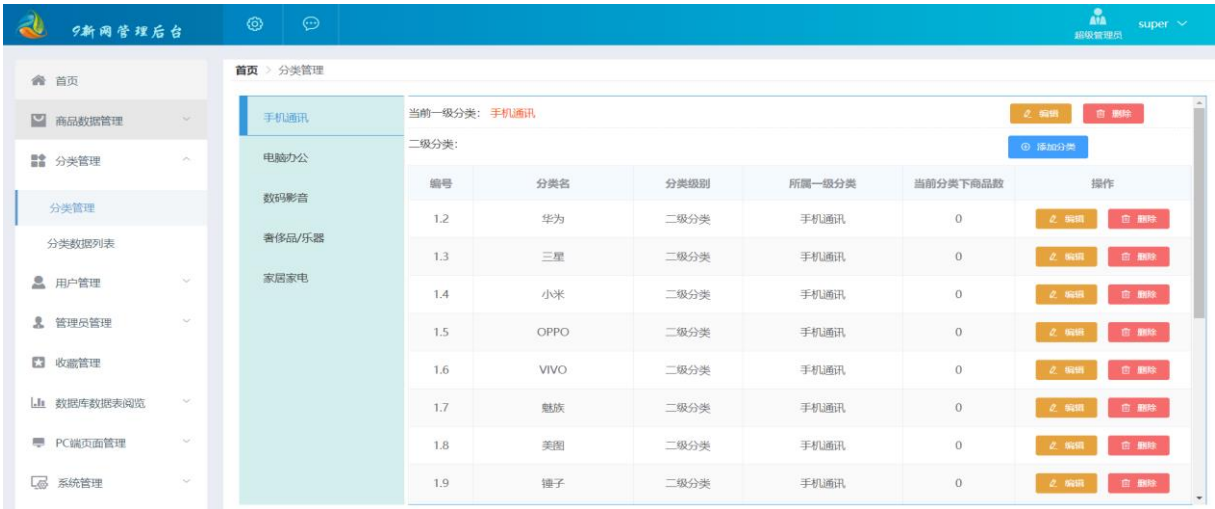 9新网管理后台
超级管理员
super
首页 > 分类管理
首页
商品数据管理
分类管理
分类管理
分类数据列表
用户管理
管理员管理
收藏管理
数据库数据表阅览
PC端页面管理
系统管理
手机通讯
电脑办公
数码影音
奢侈品/乐器
家居家电
当前一级分类: 手机通讯 编辑 删除
二级分类: 添加分类
编号 分类名 分类级别 所属一级分类 当前分类下商品数 操作
1.2 华为 二级分类 手机通讯 0 编辑 删除
1.3 三星 二级分类 手机通讯 0 编辑 删除
1.4 小米 二级分类 手机通讯 0 编辑 删除
1.5 OPPO 二级分类 手机通讯 0 编辑 删除
1.6 VIVO 二级分类 手机通讯 0 编辑 删除
1.7 魅族 二级分类 手机通讯 0 编辑 删除
1.8 美图 二级分类 手机通讯 0 编辑 删除
1.9 锤子 二级分类 手机通讯 0 编辑 删除